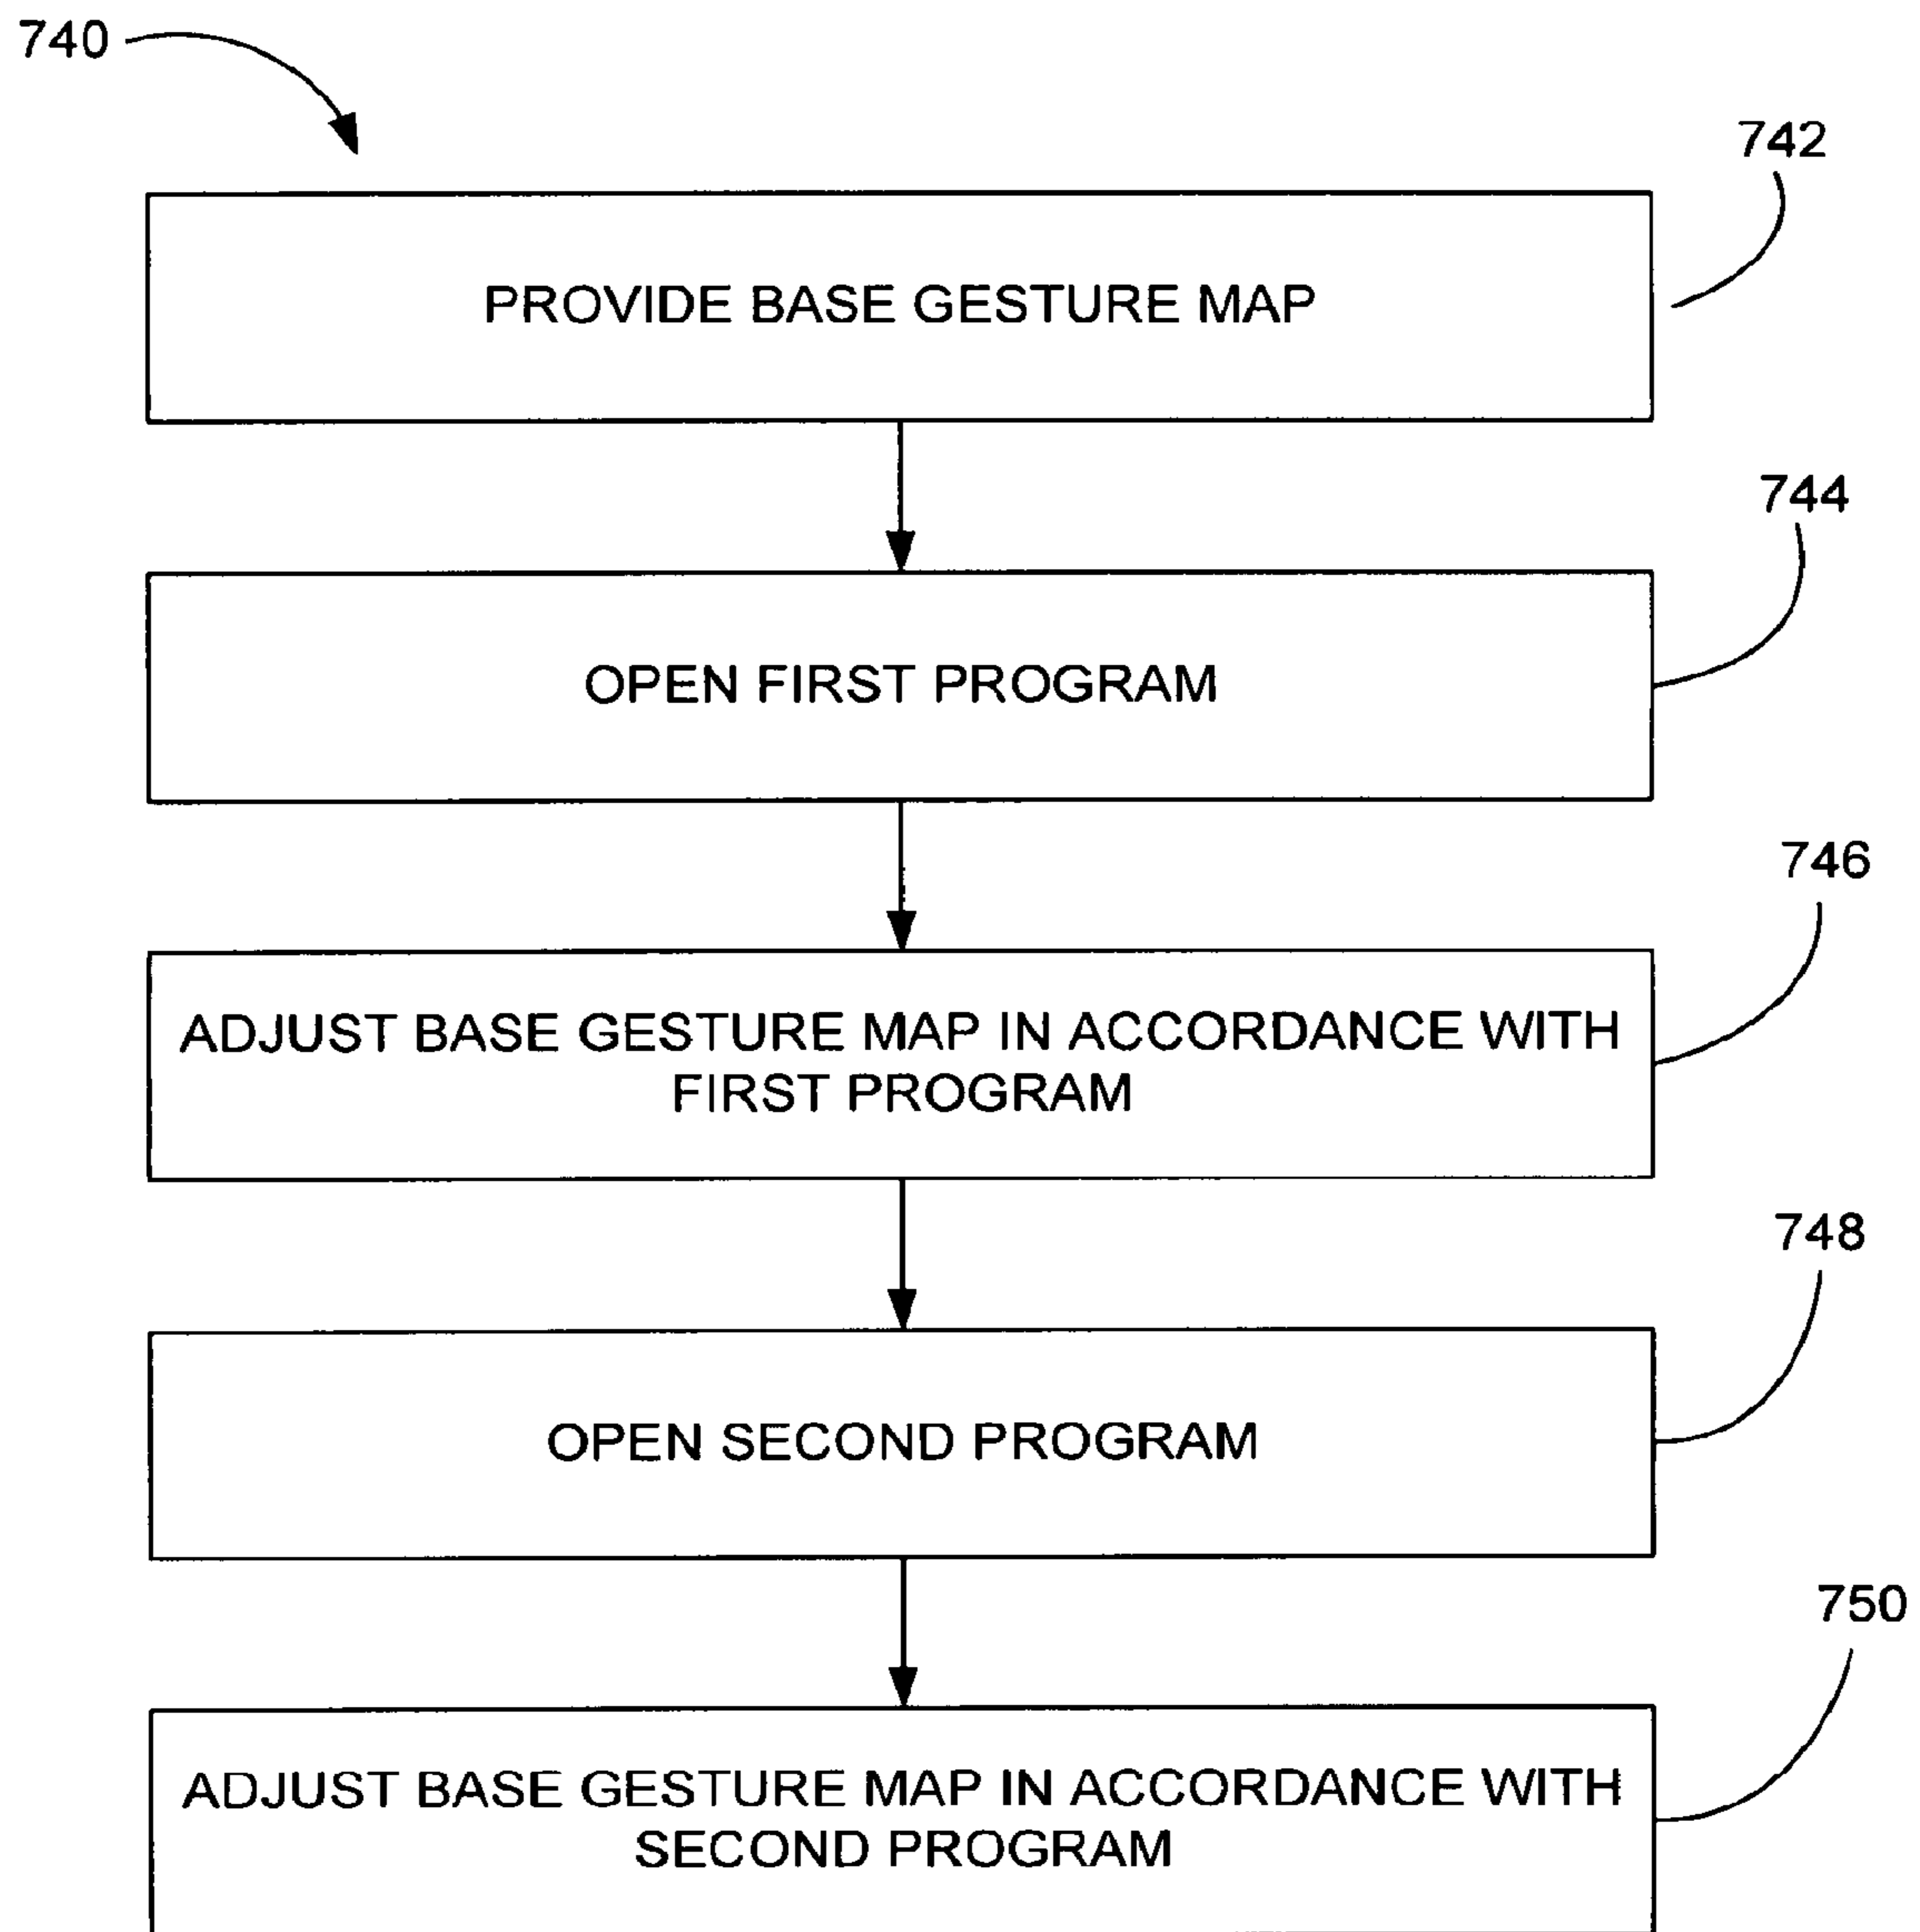 740
742
PROVIDE BASE GESTURE MAP
744
OPEN FIRST PROGRAM
746
ADJUST BASE GESTURE MAP IN ACCORDANCE WITH
FIRST PROGRAM
748
OPEN SECOND PROGRAM
750
ADJUST BASE GESTURE MAP IN ACCORDANCE WITH
SECOND PROGRAM